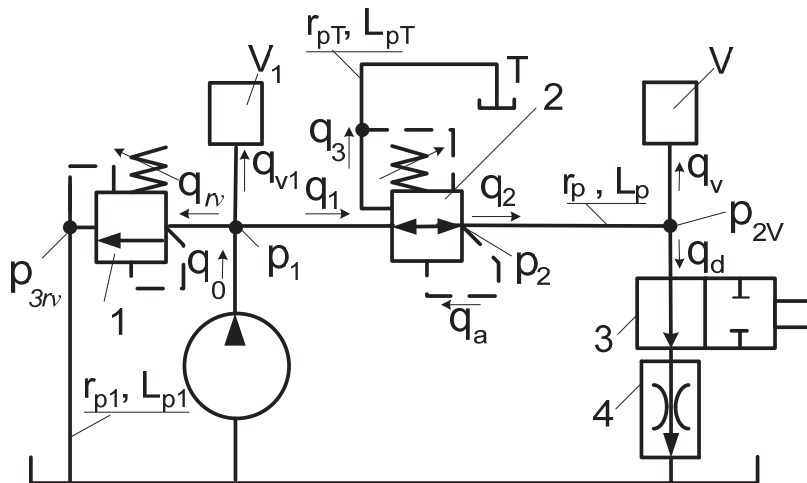 r_pT, L_pT
V_1
T
V
2
q_3
q_rv
q_v1
q_1
q_2
r_p , L_p
q_v
p_3rv
1
q_0
p_1
p_2
p_2V
q_d
q_a
3
r_p1, L_p1
4